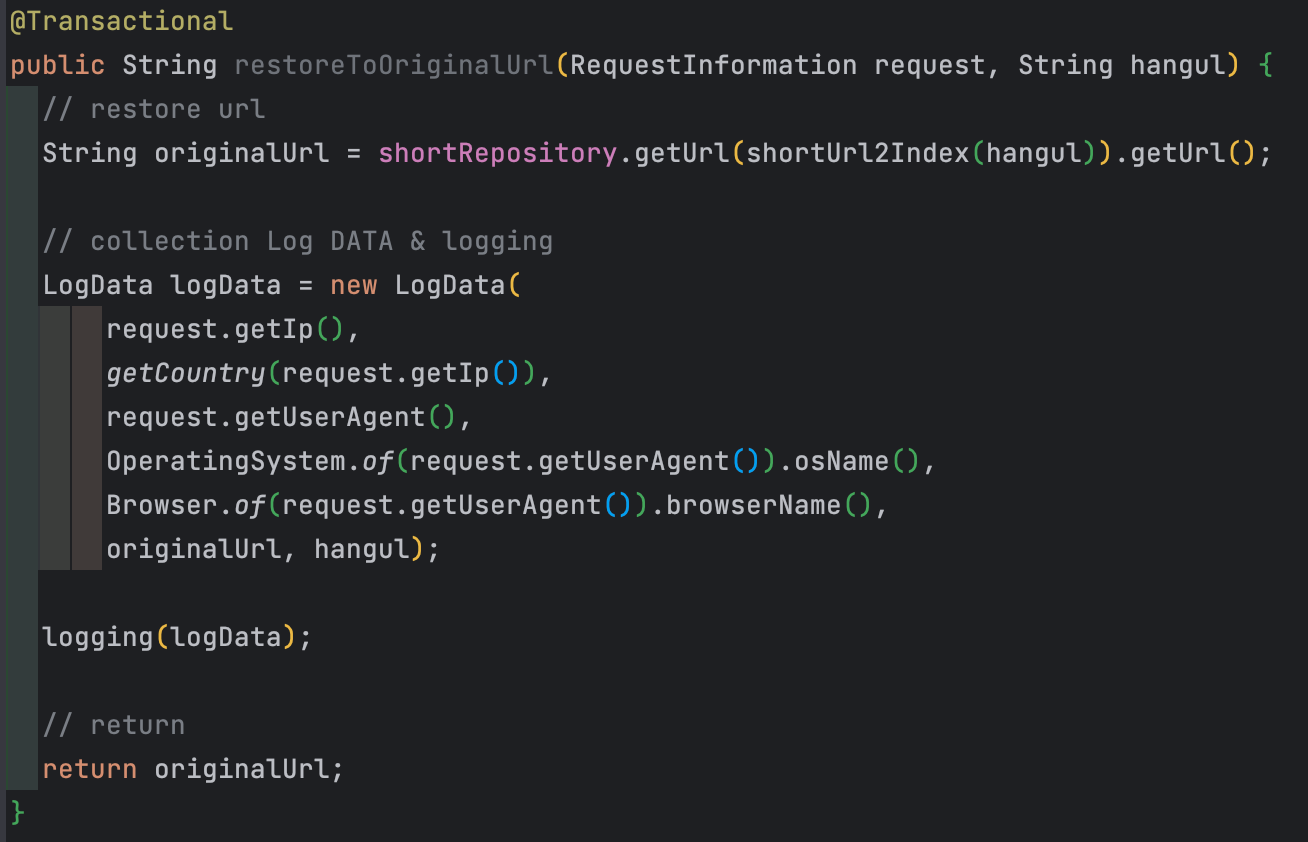 @Transactional
public String restoreToOriginalUrl(RequestInformation request, String hangul) {
// restore url
String originalUrl = shortRepository.getUrl(shortUrl2Index(hangul)).getUrl();
// collection Log DATA & logging
LogData logData = new LogData(
request.getIp(),
getCountry(request.getIp()),
request.getUserAgent(),
OperatingSystem.of(request.getUserAgent()).osName(),
Browser.of(request.getUserAgent()).browserName(),
originalUrl, hangul);
logging(logData);
// return
return originalUrl;
}